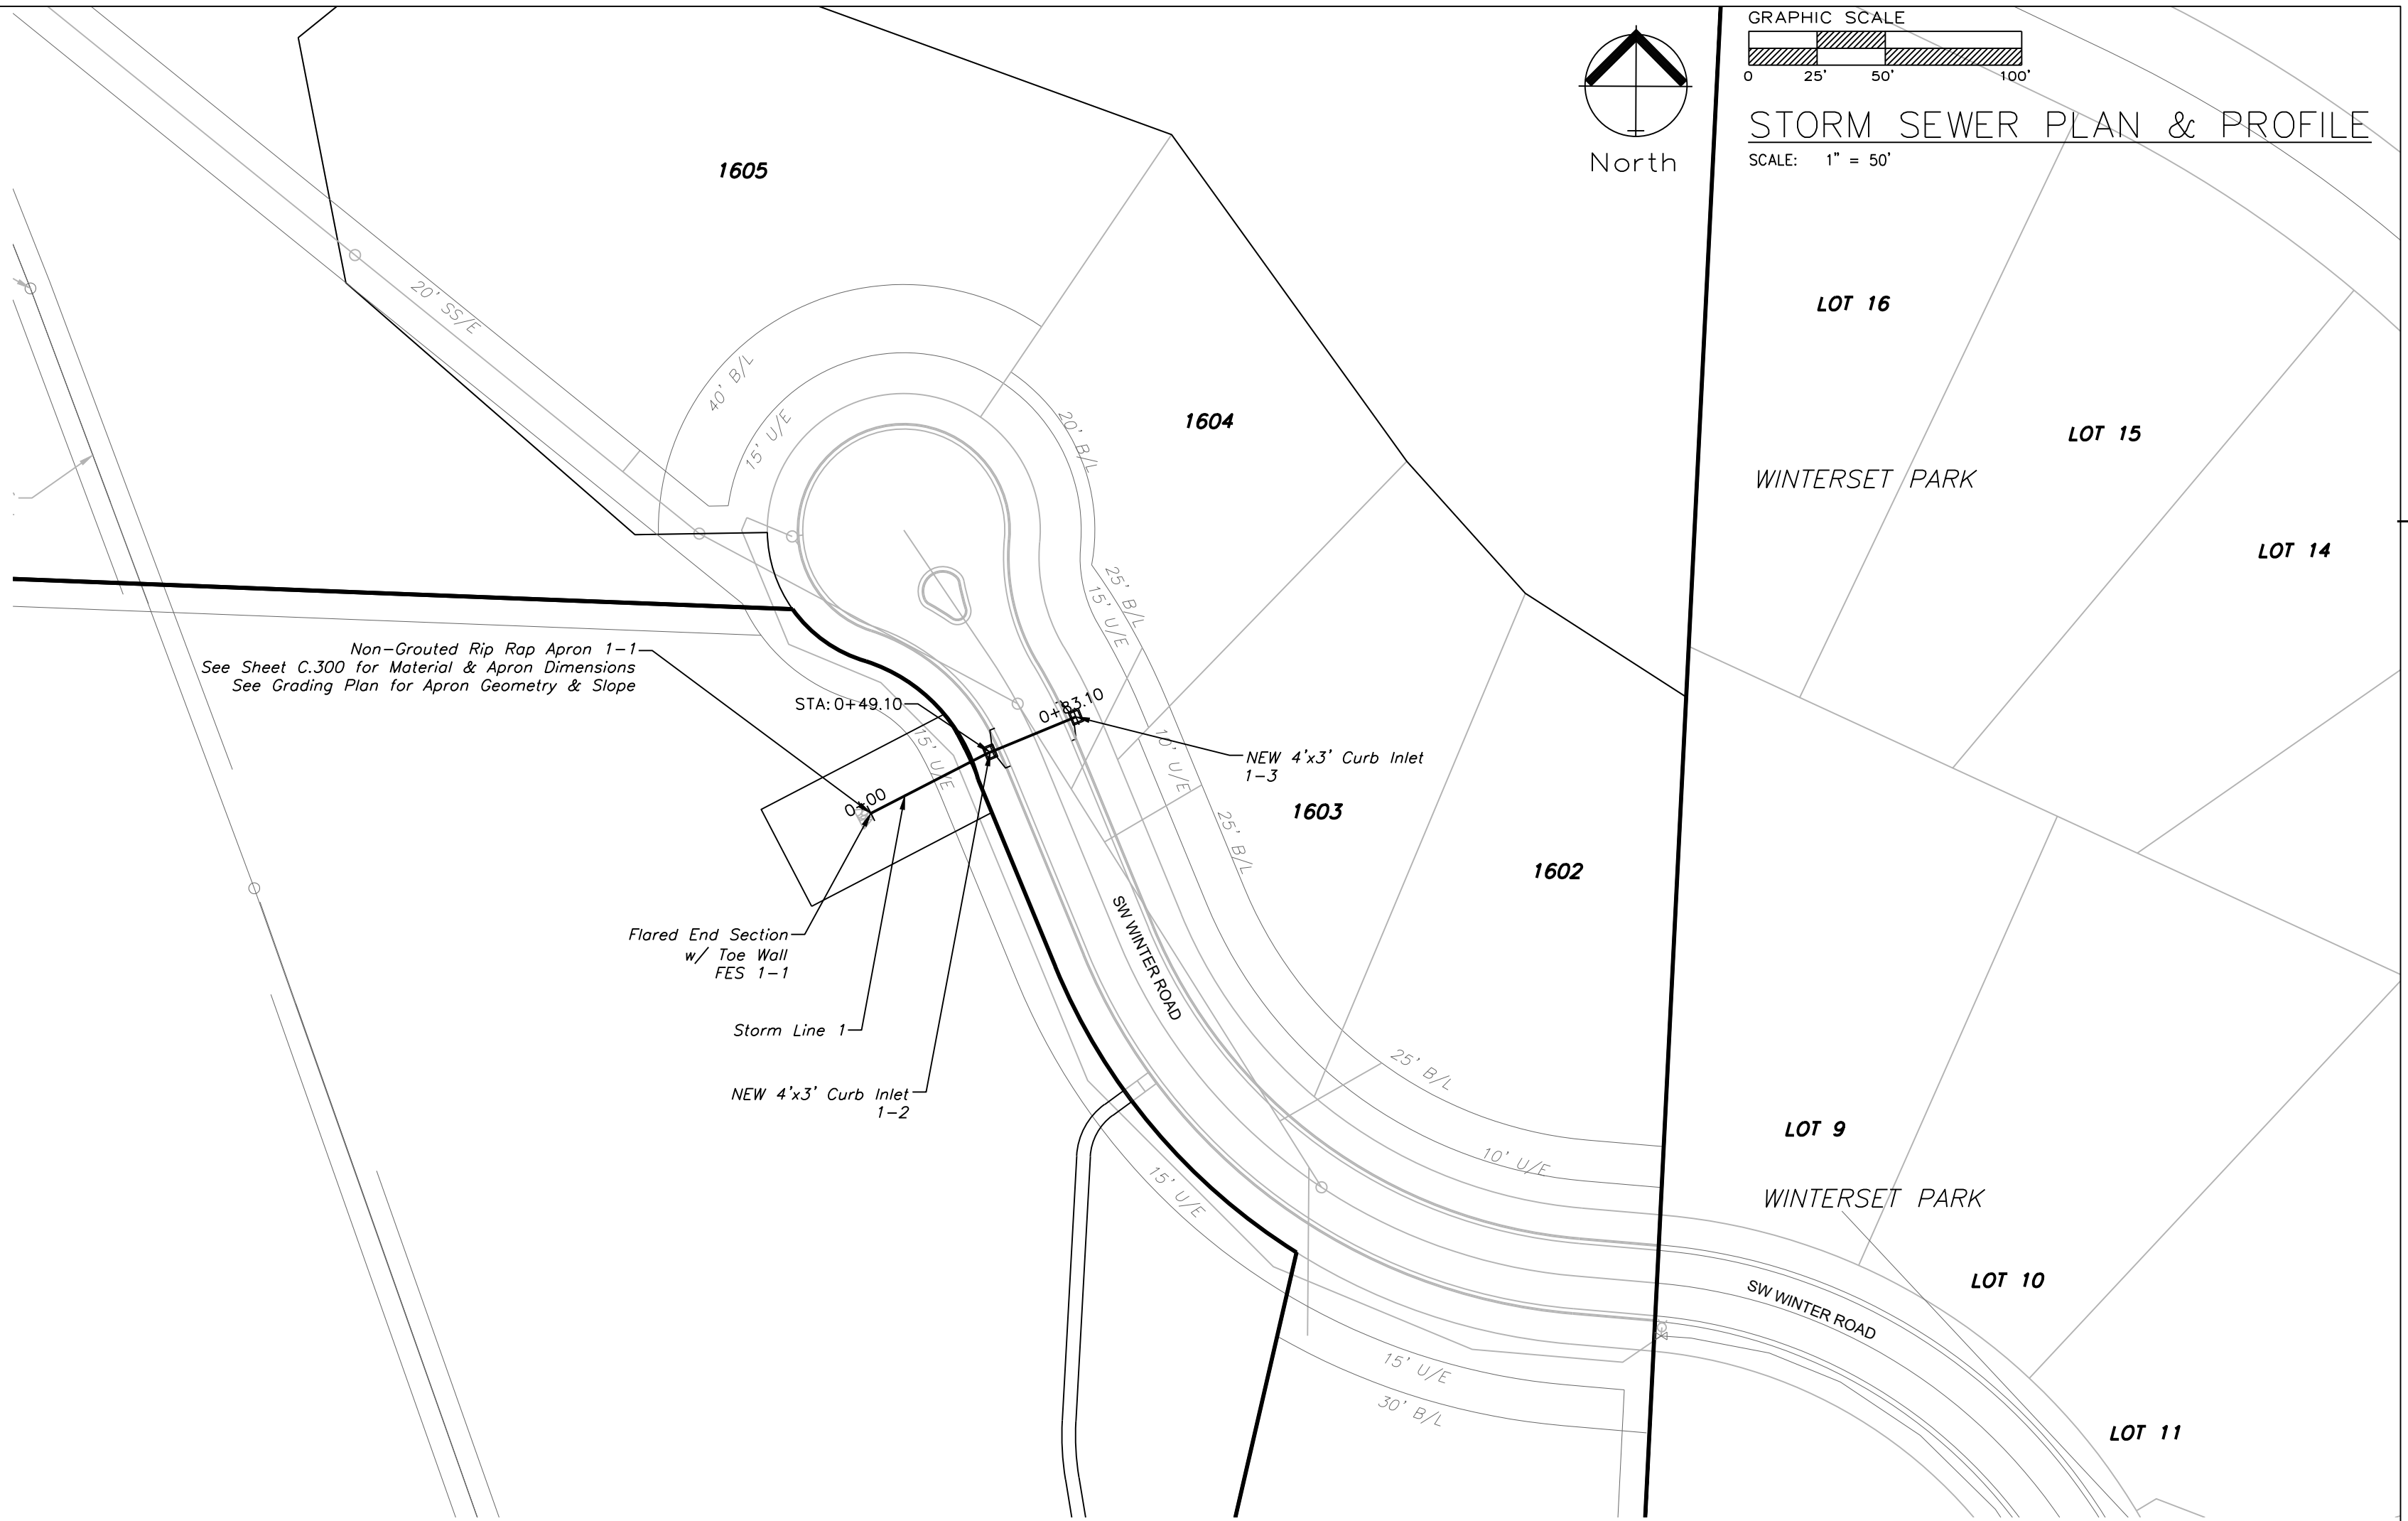 GRAPHIC SCALE
0 25' 50' 100'
STORM SEWER PLAN & PROFILE
SCALE: 1" = 50'
North
1605
LOT 16
20' SS/E
40' B/L
15' U/E
20' B/L
1604
LOT 15
WINTERSET PARK
LOT 14
25' B/L
15' U/E
Non-Grouted Rip Rap Apron 1-1
See Sheet C.300 for Material & Apron Dimensions
See Grading Plan for Apron Geometry & Slope
STA: 0+49.10
0+83.10
15' U/E
10' U/E
NEW 4'x3' Curb Inlet
1-3
0+00
1603
25' B/L
1602
Flared End Section
w/ Toe Wall
FES 1-1
SW WINTER ROAD
Storm Line 1
25' B/L
NEW 4'x3' Curb Inlet
1-2
LOT 9
10' U/E
15' U/E
WINTERSET PARK
LOT 10
SW WINTER ROAD
15' U/E
30' B/L
LOT 11